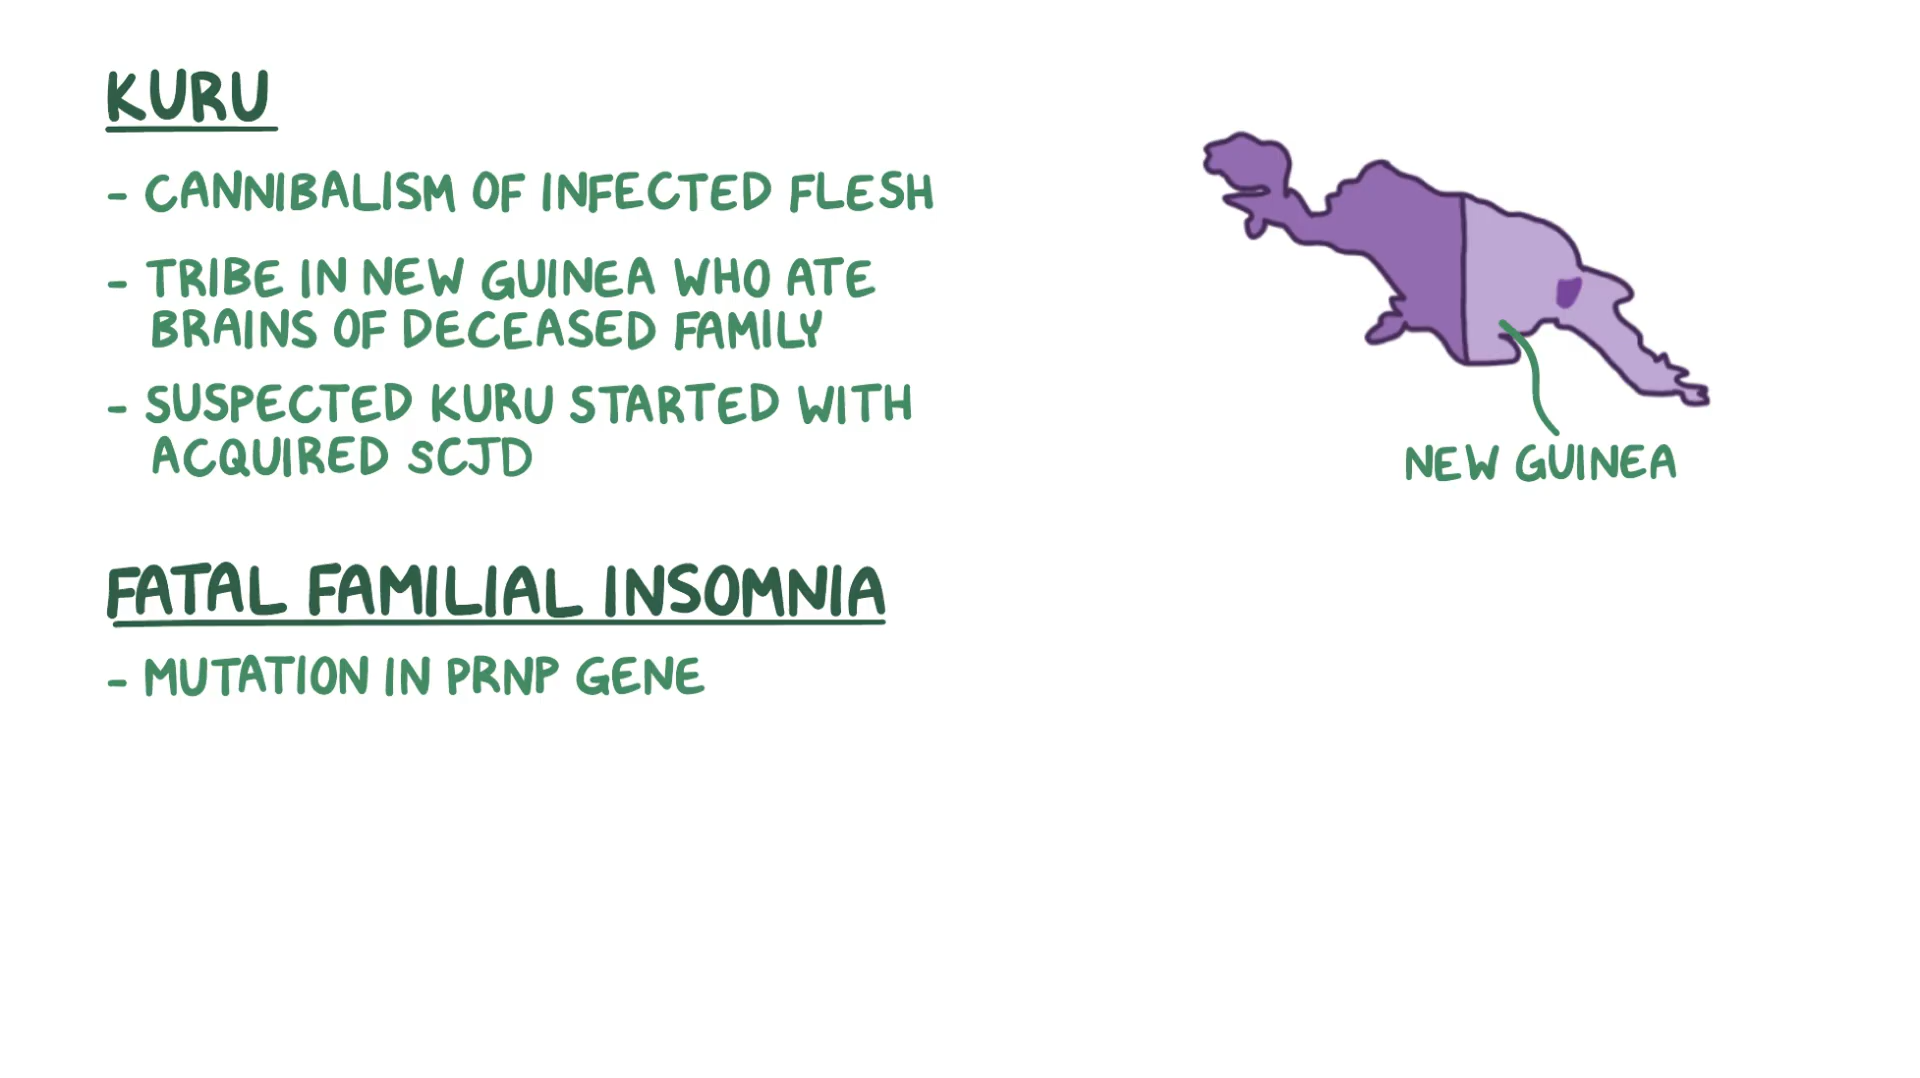 KURU
- CANNIBALISM OF INFECTED FLESH
- TRIBE IN NEW GUINEA WHO ATE
BRAINS OF DECEASED FAMILY
- SUSPECTED KURU STARTED WITH
ACQUIRED sCJD
NEW GUINEA
FATAL FAMILIAL INSOMNIA
- MUTATION IN PRNP GENE